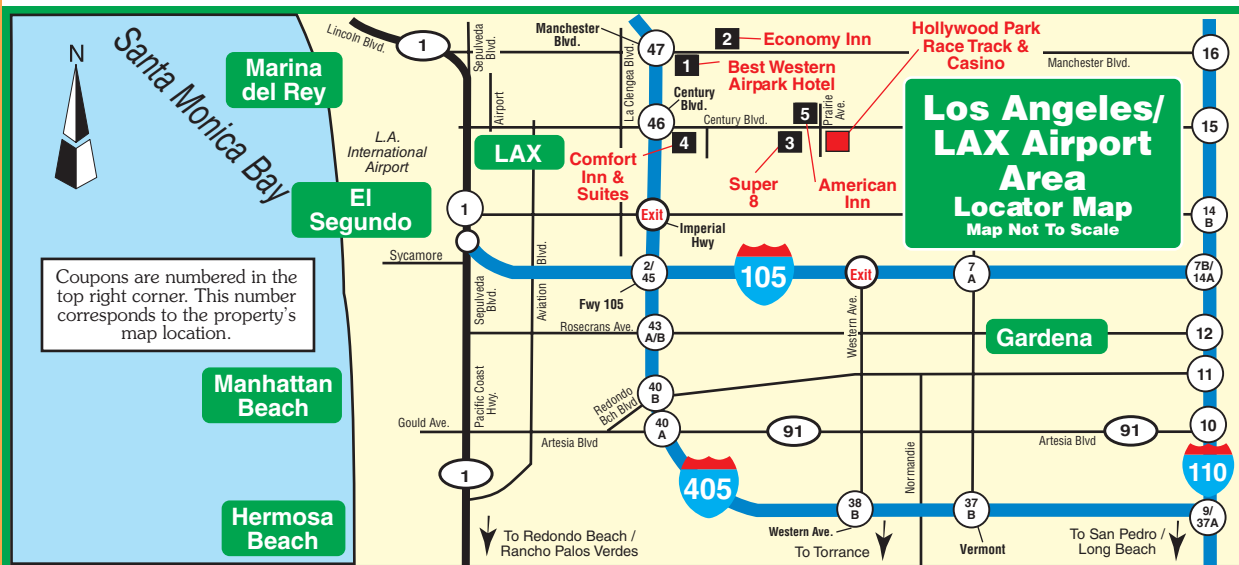 Santa Monica Bay
N
Marina
del Rey
El
Segundo
Manhattan
Beach
Hermosa
Beach
Coupons are numbered in the
top right corner. This number
corresponds to the property's
map location.
Lincoln Blvd.
1
Sepulveda
Blvd.
Airport
L.A.
International
Airport
LAX
Manchester
Blvd.
47
La Clengea Blvd.
2
Economy Inn
1
Best Western
Airpark Hotel
Hollywood Park
Race Track &
Casino
Manchester Blvd.
16
Century
Blvd.
46
Century Blvd.
5
Prairie
Ave.
4
3
15
Comfort
Inn &
Suites
Super
8
American
Inn
Los Angeles/
LAX Airport
Area
Locator Map
Map Not To Scale
1
Exit
Imperial
Hwy
14
B
Sycamore
Sepulveda
Blvd.
Aviation Blvd.
2/
45
Fwy 105
105
Exit
7
A
7B/
14A
Rosecrans Ave.
43
A/B
Western Ave.
Gardena
12
11
40
B
Redondo
Bch Blvd.
Pacific Coast
Hwy.
Gould Ave.
40
A
Artesia Blvd
91
Artesia Blvd
91
10
1
405
Normandie
110
38
B
Western Ave.
37
B
Vermont
9/
37A
To Redondo Beach /
Rancho Palos Verdes
To Torrance
To San Pedro /
Long Beach